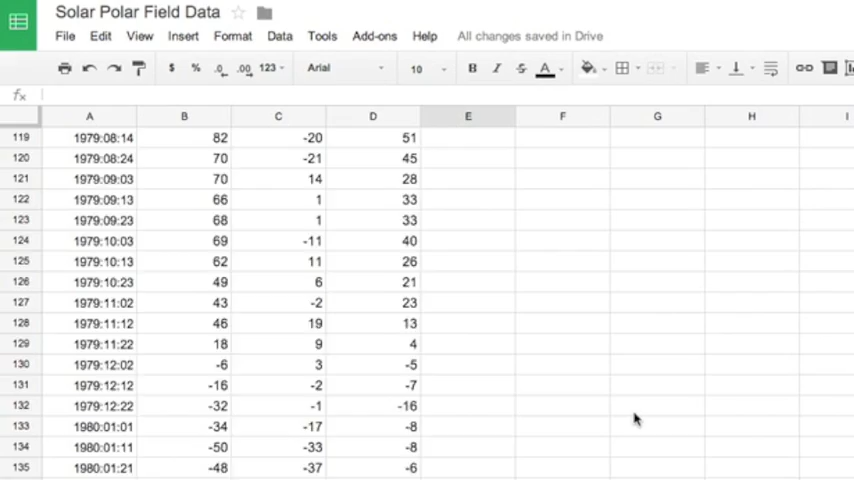 Solar Polar Field Data
File Edit View Insert Format Data Tools Add-ons Help All changes saved in Drive
$ % .0 .00 123 Arial 10 B I S A
fx
A B C D E F G H I
119 1979:08:14 82 -20 51
120 1979:08:24 70 -21 45
121 1979:09:03 70 14 28
122 1979:09:13 66 1 33
123 1979:09:23 68 1 33
124 1979:10:03 69 -11 40
125 1979:10:13 62 11 26
126 1979:10:23 49 6 21
127 1979:11:02 43 -2 23
128 1979:11:12 46 19 13
129 1979:11:22 18 9 4
130 1979:12:02 -6 3 -5
131 1979:12:12 -16 -2 -7
132 1979:12:22 -32 -1 -16
133 1980:01:01 -34 -17 -8
134 1980:01:11 -50 -33 -8
135 1980:01:21 -48 -37 -6